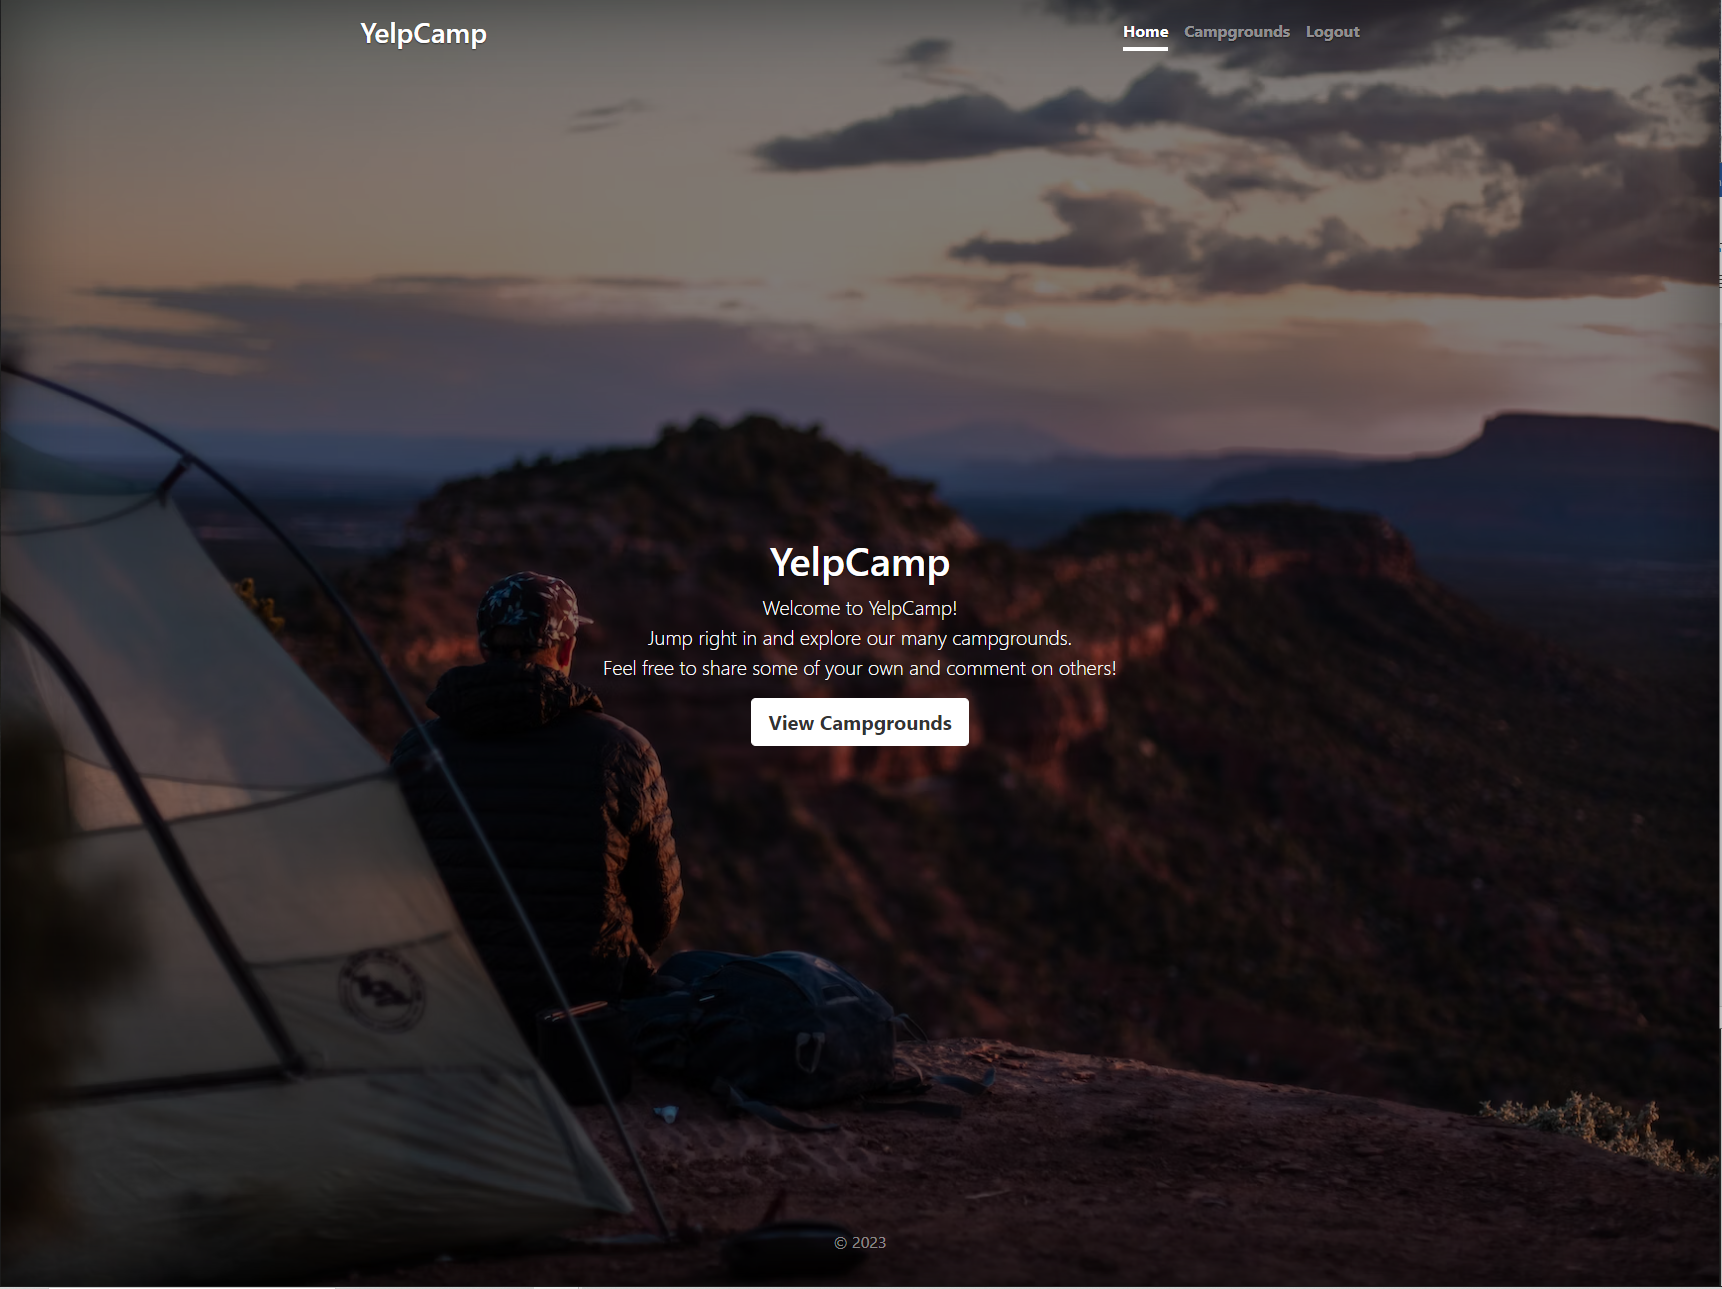 YelpCamp
Home Campgrounds Logout
YelpCamp
Welcome to YelpCamp!
Jump right in and explore our many campgrounds.
Feel free to share some of your own and comment on others!
View Campgrounds
© 2023